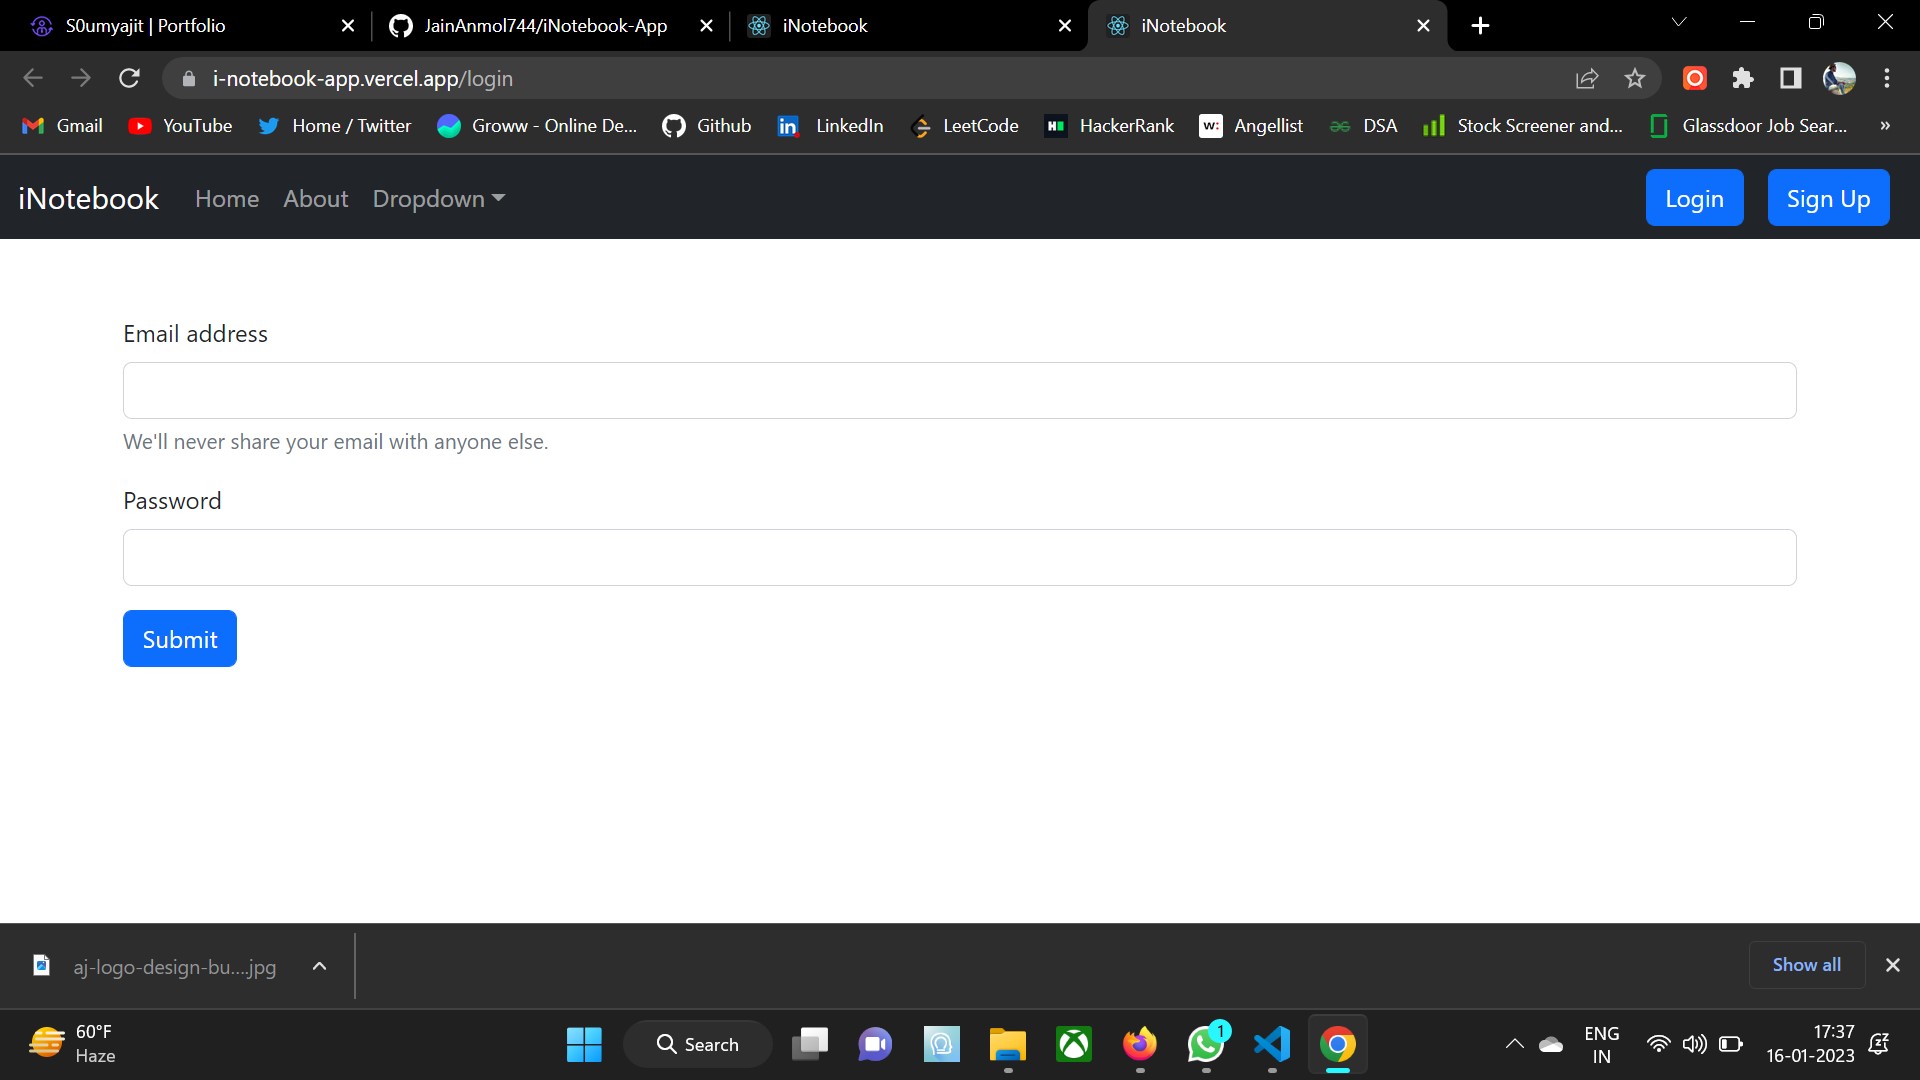 S0umyajit | Portfolio
JainAnmol744/iNotebook-App
iNotebook
iNotebook
i-notebook-app.vercel.app/login
Gmail
YouTube
Home / Twitter
Groww - Online De...
Github
LinkedIn
LeetCode
HackerRank
Angellist
DSA
Stock Screener and...
Glassdoor Job Sear...
»
iNotebook
Home
About
Dropdown
Login
Sign Up
Email address
We'll never share your email with anyone else.
Password
Submit
aj-logo-design-bu....jpg
Show all
60°F
Haze
Search
1
ENG
IN
17:37
16-01-2023